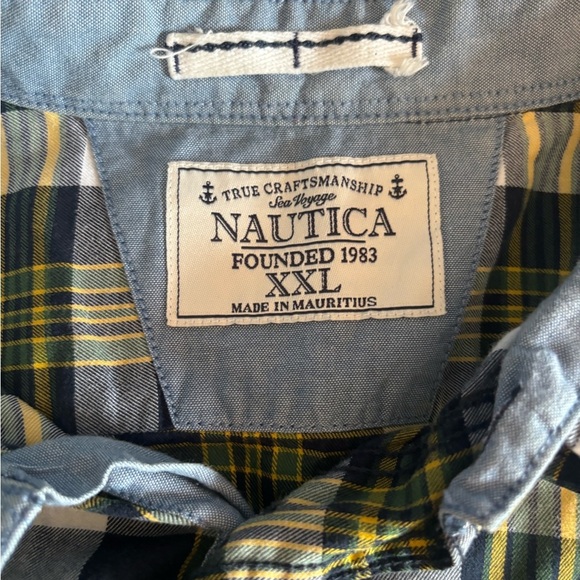 TRUE CRAFTSMANSHIP
Sea Voyage
NAUTICA
FOUNDED 1983
XXL
MADE IN MAURITIUS